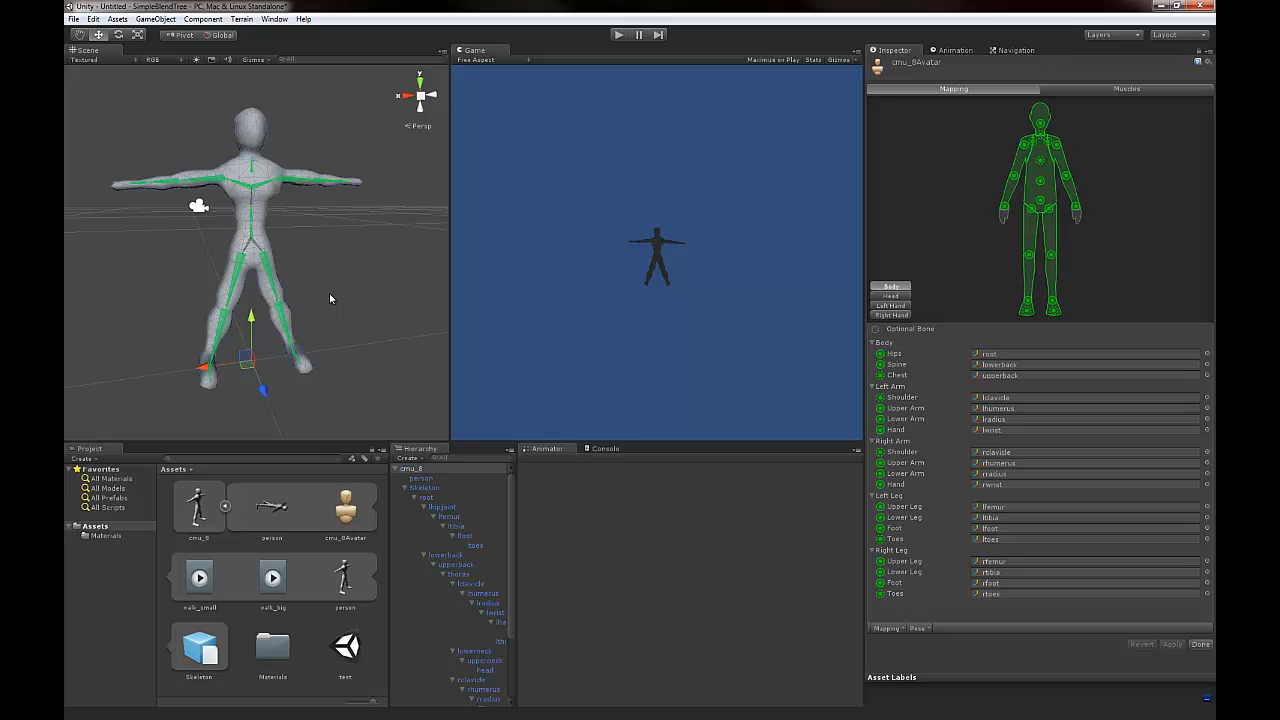 Unity - Untitled - SimpleBlendTree - PC, Mac & Linux Standalone*
File Edit Assets GameObject Component Terrain Window Help
Pivot Global
Layers Layout
Scene
Textured RGB Gizmos All
y
x
Persp
Game
Free Aspect Maximize on Play Stats Gizmos
Inspector Animation Navigation
cmu_8Avatar
Mapping Muscles
Body
Head
Left Hand
Right Hand
Optional Bone
Body
Hips root
Spine lowerback
Chest upperback
Left Arm
Shoulder lclavicle
Upper Arm lhumerus
Lower Arm lradius
Hand lwrist
Right Arm
Shoulder rclavicle
Upper Arm rhumerus
Lower Arm rradius
Hand rwrist
Left Leg
Upper Leg lfemur
Lower Leg ltibia
Foot lfoot
Toes ltoes
Right Leg
Upper Leg rfemur
Lower Leg rtibia
Foot rfoot
Toes rtoes
Mapping Pose
Revert Apply Done
Asset Labels
Project
Create
Favorites
All Materials
All Models
All Prefabs
All Scripts
Assets
Materials
Assets
cmu_8 person cmu_8Avatar
walk_small walk_big person
Skeleton Materials test
Hierarchy
Create All
cmu_8
person
Skeleton
root
lhipjoint
lfemur
ltibia
lfoot
ltoes
lowerback
upperback
thorax
lclavicle
lhumerus
lradius
lwrist
lha
lth
lowerneck
upperneck
head
rclavicle
rhumerus
rradius
Animator Console